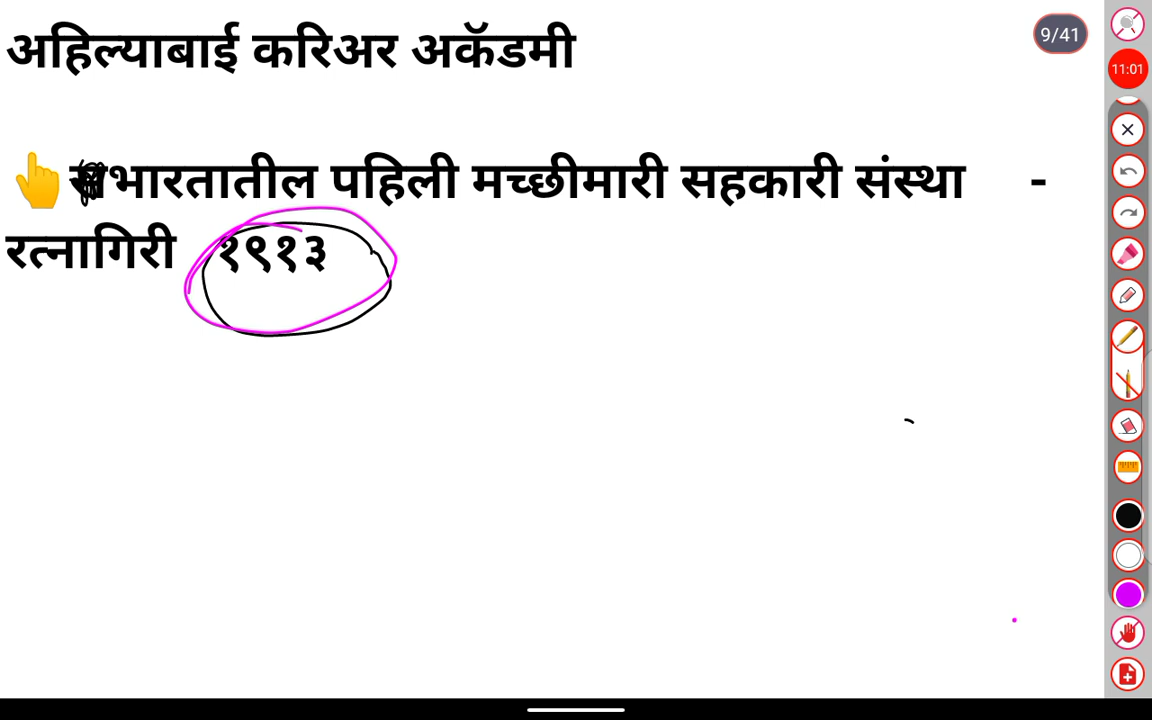 अहिल्याबाई करिअर अकॅडमी
9/41
11:01
भारतातील पहिली मच्छीमारी सहकारी संस्था -
रत्नागिरी १९१३